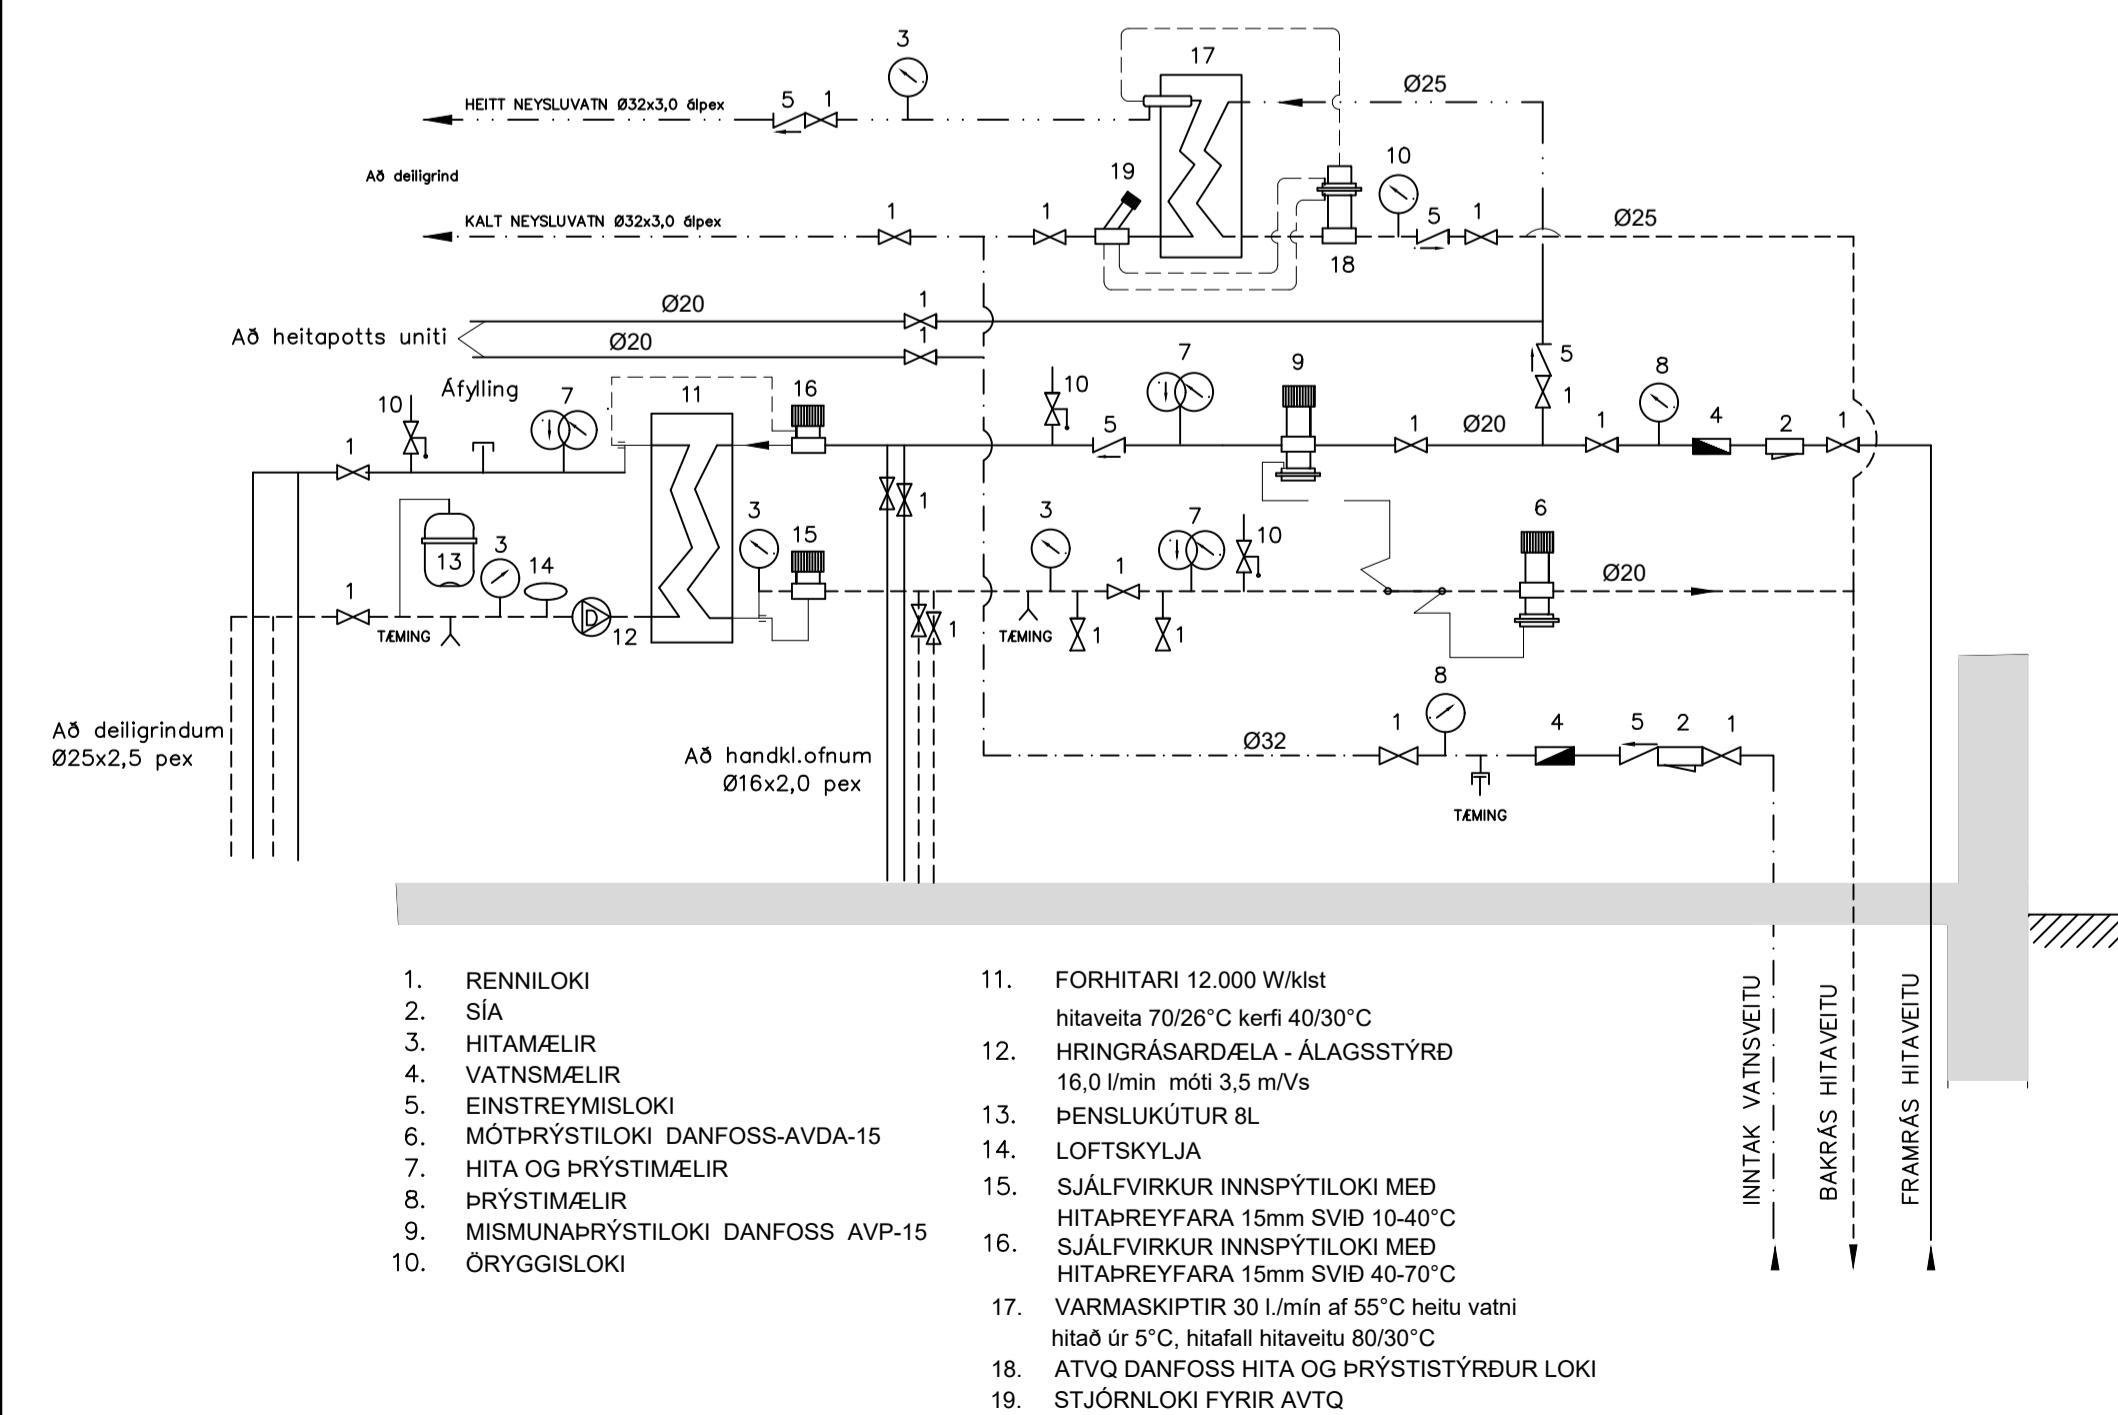 3
17
Ø25
HEITT NEYSLUVATN Ø32x3,0 álpex
5
1
Að deiligrind
19
10
KALT NEYSLUVATN Ø32x3,0 álpex
1
1
5
1
Ø25
18
Ø20
1
Að heitapotts uniti
Ø20
1
Áfylling
10
7
11
16
10
7
9
5
1
8
1
5
1
Ø20
1
4
2
1
13
3
14
3
15
1
3
7
10
6
1
Ø20
1
TÆMING
12
1
TÆMING
1
1
8
Að deiligrindum
Ø25x2,5 pex
Að handkl.ofnum
Ø16x2,0 pex
Ø32
1
4
5
2
1
TÆMING
1. RENNILOKI
2. SÍA
3. HITAMÆLIR
4. VATNSMÆLIR
5. EINSTREYMISLOKI
6. MÓTÞRÝSTILOKI DANFOSS-AVDA-15
7. HITA OG ÞRÝSTIMÆLIR
8. ÞRÝSTIMÆLIR
9. MISMUNAÞRÝSTILOKI DANFOSS AVP-15
10. ÖRYGGISLOKI
11. FORHITARI 12.000 W/klst
hitaveita 70/26°C kerfi 40/30°C
12. HRINGRÁSARDÆLA - ÁLAGSSTÝRÐ
16,0 l/min móti 3,5 m/Vs
13. ÞENSLUKÚTUR 8L
14. LOFTSKYLJA
15. SJÁLFVIRKUR INNSPÝTILOKI MEÐ
HITAÞREYFARA 15mm SVIÐ 10-40°C
16. SJÁLFVIRKUR INNSPÝTILOKI MEÐ
HITAÞREYFARA 15mm SVIÐ 40-70°C
17. VARMASKIPTIR 30 l./mín af 55°C heitu vatni
hitað úr 5°C, hitafall hitaveitu 80/30°C
18. ATVQ DANFOSS HITA OG ÞRÝSTISTÝRÐUR LOKI
19. STJÓRNLOKI FYRIR AVTQ
INNTAK VATNSVEITU
BAKRÁS HITAVEITU
FRAMRÁS HITAVEITU